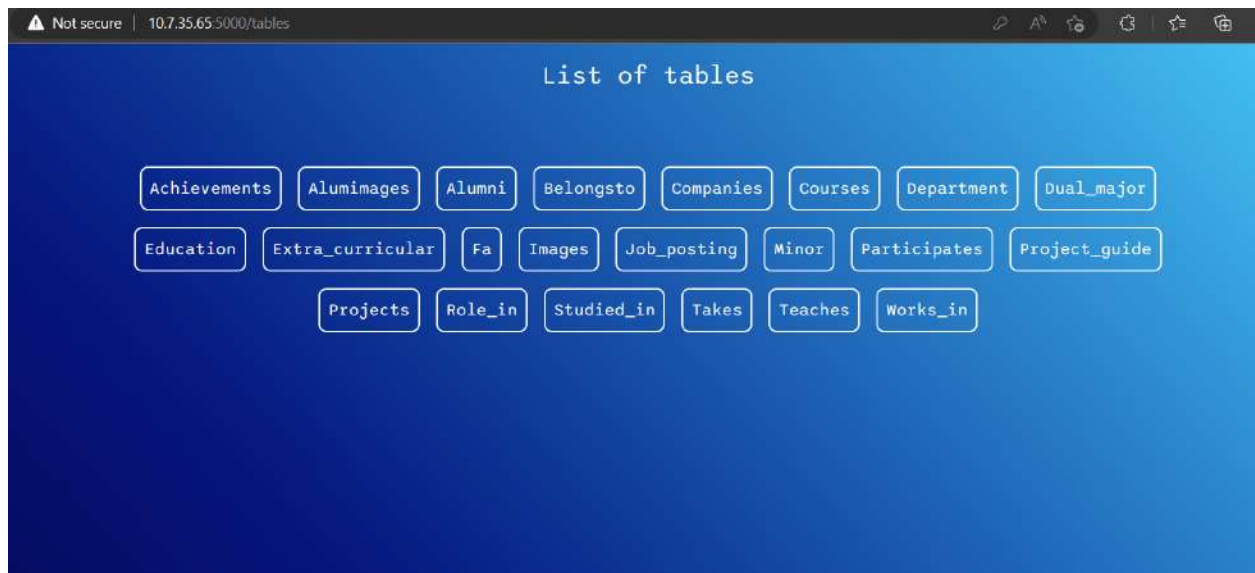 Not secure | 10.7.35.65:5000/tables
List of tables
Achievements Alumimages Alumni Belongsto Companies Courses Department Dual_major
Education Extra_curricular Fa Images Job_posting Minor Participates Project_guide
Projects Role_in Studied_in Takes Teaches Works_in